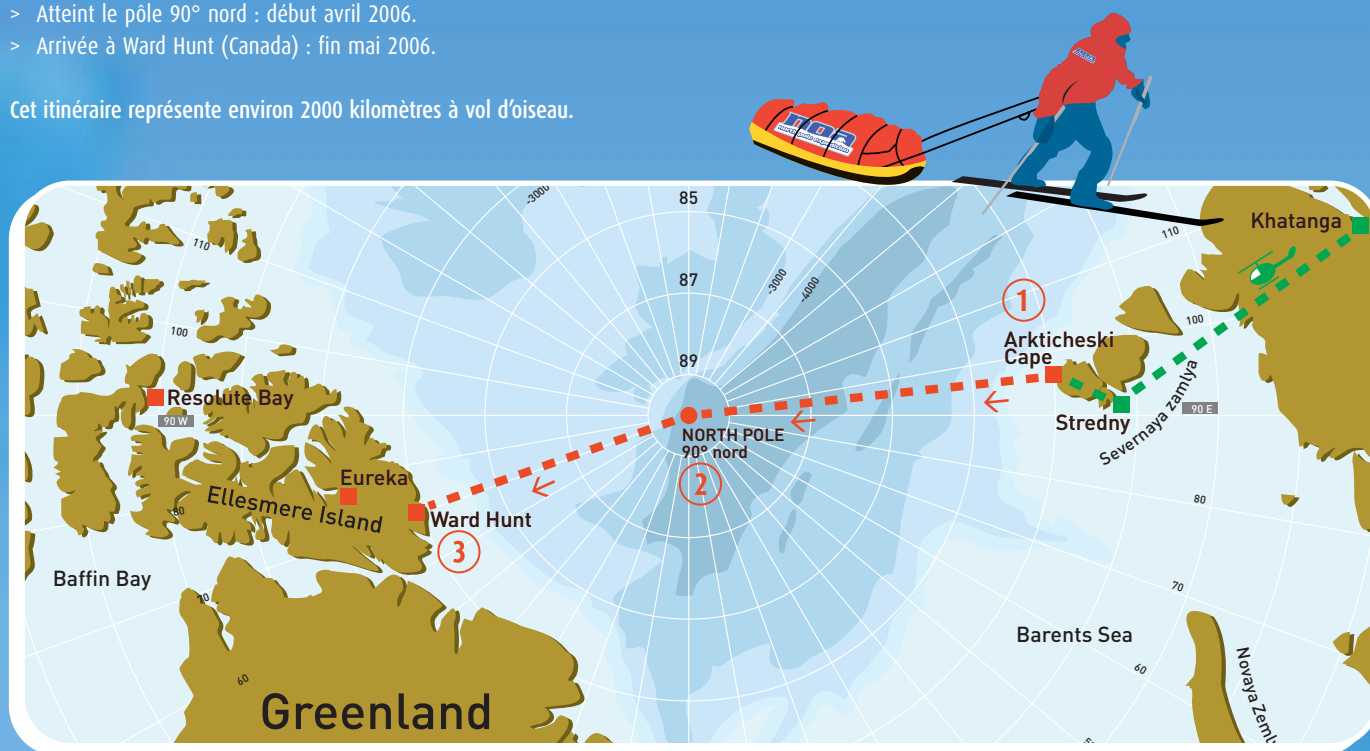 > Atteint le pôle 90° nord : début avril 2006.
> Arrivée à Ward Hunt (Canada) : fin mai 2006.
Cet itinéraire représente environ 2000 kilomètres à vol d'oiseau.
north pole expedition
-3000
85
110
110
Khatanga
87
-3000
-4000
1
100
100
Arkticheski
Cape
89
Resolute Bay
90 W
Stredny
90 E
Severnaya zamlya
NORTH POLE
90° nord
2
Eureka
Ellesmere Island
80
Ward Hunt
3
80
Baffin Bay
70
70
Barents Sea
60
60
Greenland